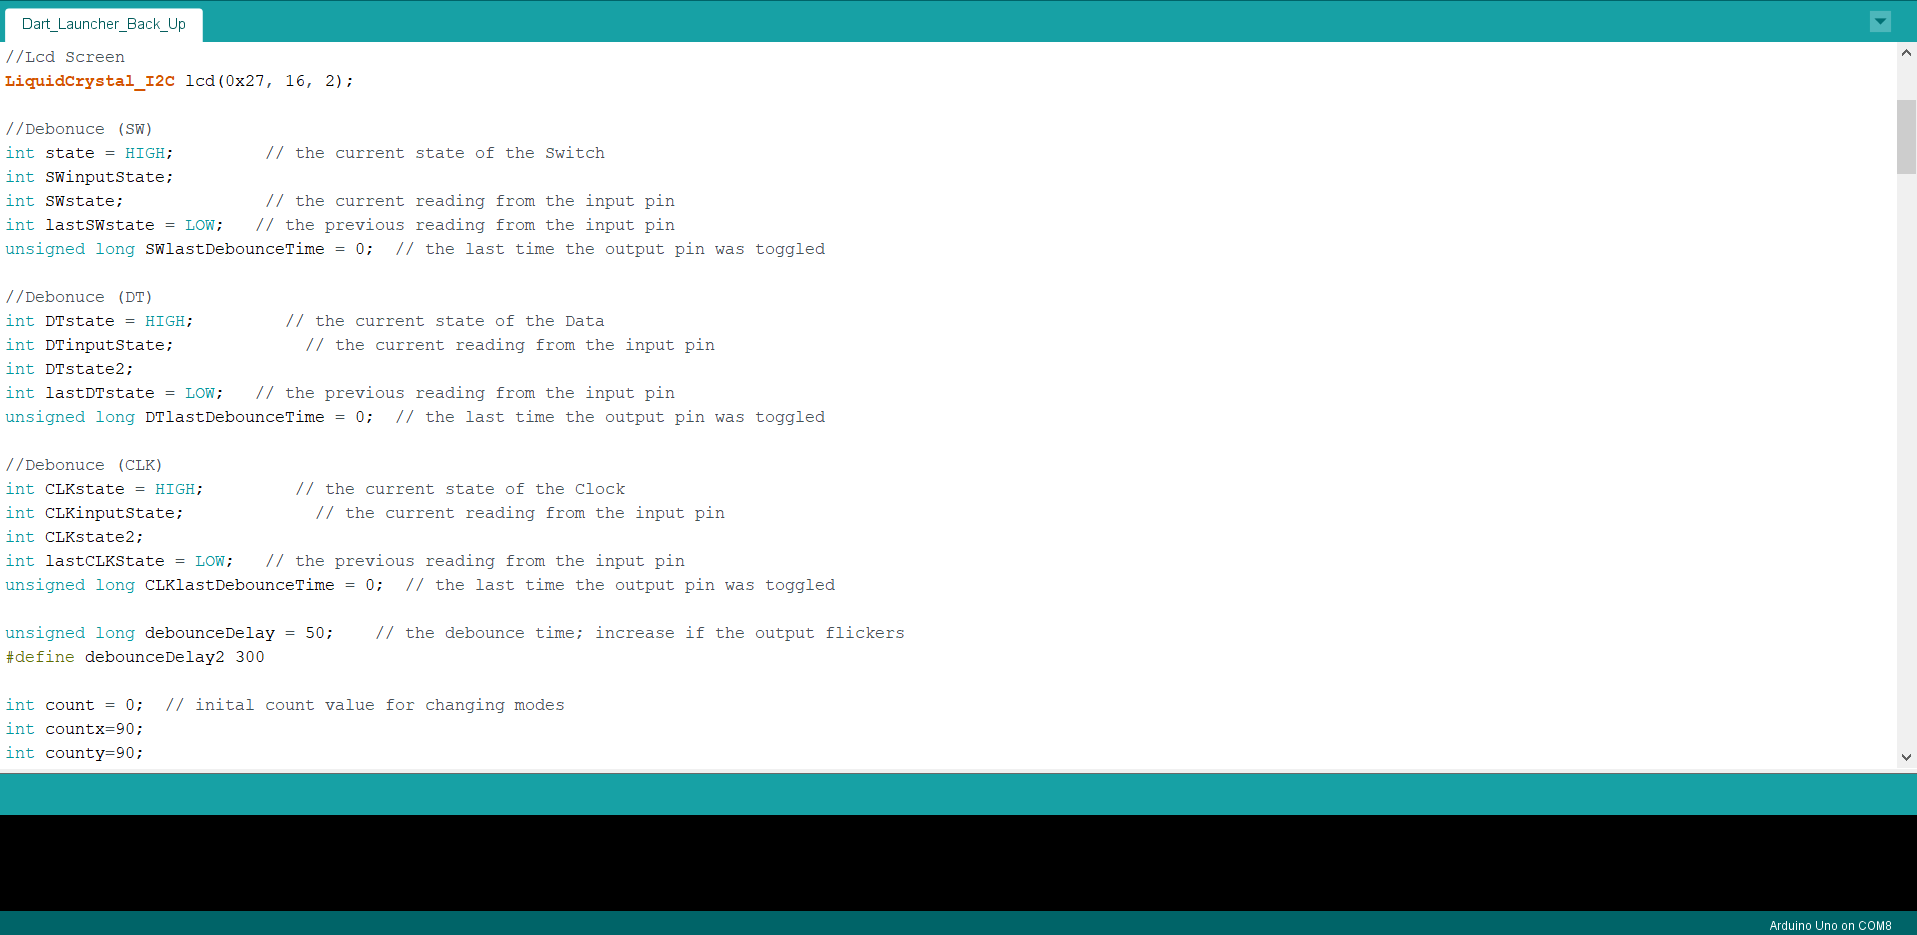 Dart_Launcher_Back_Up
//Lcd Screen
LiquidCrystal_I2C lcd(0x27, 16, 2);
//Debonuce (SW)
int state = HIGH;         // the current state of the Switch
int SWinputState;
int SWstate;              // the current reading from the input pin
int lastSWstate = LOW;   // the previous reading from the input pin
unsigned long SWlastDebounceTime = 0;  // the last time the output pin was toggled
//Debonuce (DT)
int DTstate = HIGH;         // the current state of the Data
int DTinputState;             // the current reading from the input pin
int DTstate2;
int lastDTstate = LOW;   // the previous reading from the input pin
unsigned long DTlastDebounceTime = 0;  // the last time the output pin was toggled
//Debonuce (CLK)
int CLKstate = HIGH;         // the current state of the Clock
int CLKinputState;             // the current reading from the input pin
int CLKstate2;
int lastCLKState = LOW;   // the previous reading from the input pin
unsigned long CLKlastDebounceTime = 0;  // the last time the output pin was toggled
unsigned long debounceDelay = 50;    // the debounce time; increase if the output flickers
#define debounceDelay2 300
int count = 0;  // inital count value for changing modes
int countx=90;
int county=90;
Arduino Uno on COM8